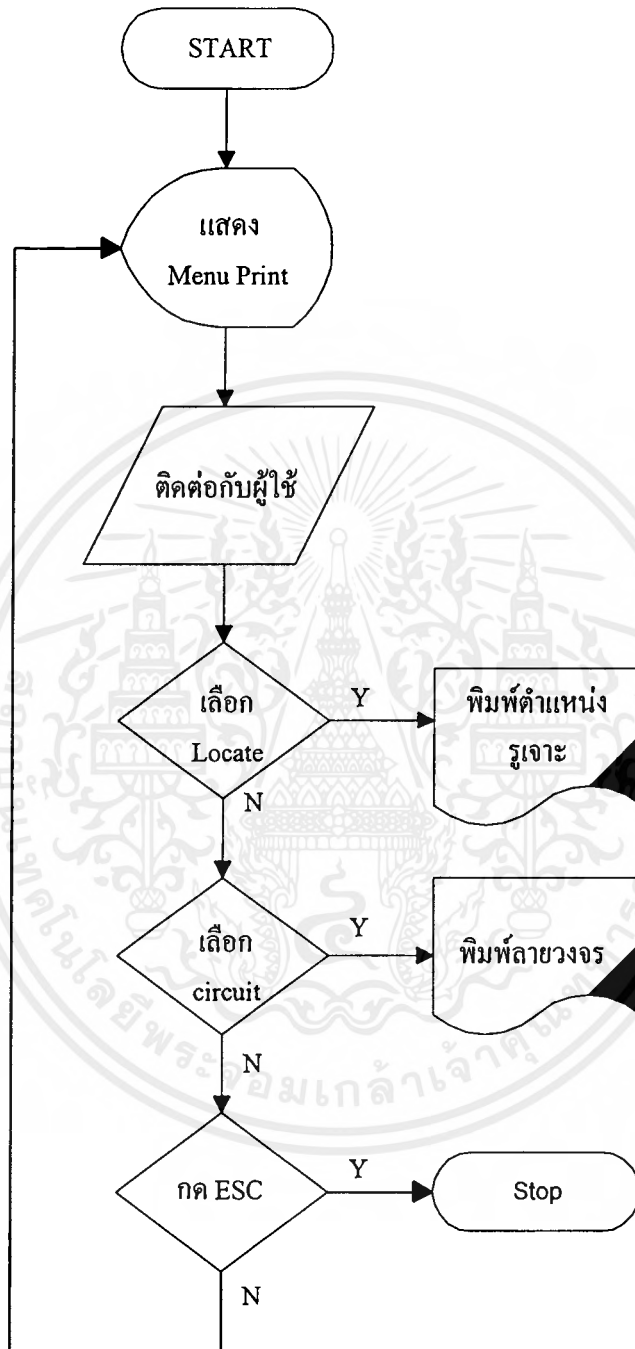 START
แสดง
Menu Print
ติดต่อกับผู้ใช้
เลือก
Locate
Y
พิมพ์ตำแหน่ง
รูเจาะ
N
เลือก
circuit
Y
พิมพ์ลายวงจร
N
กด ESC
Y
Stop
N